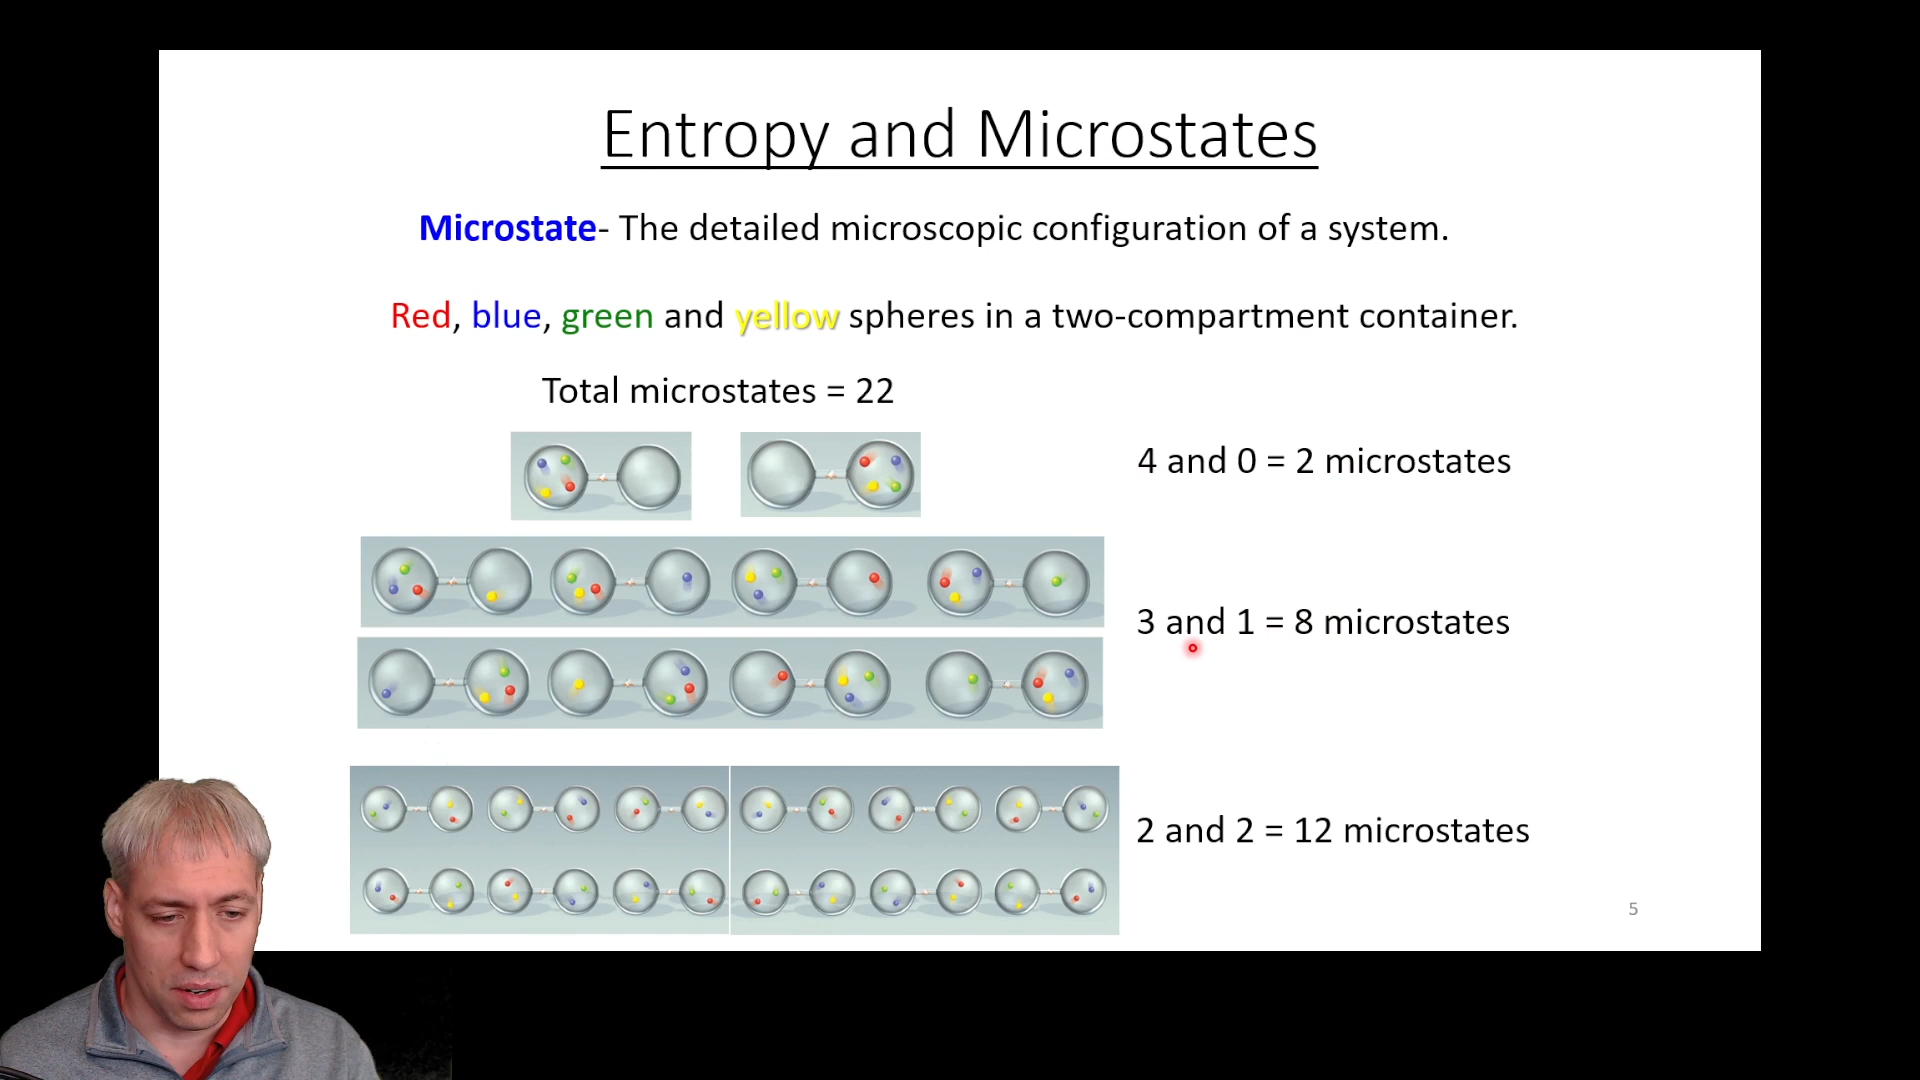 Entropy and Microstates
Microstate- The detailed microscopic configuration of a system.
Red, blue, green and yellow spheres in a two-compartment container.
Total microstates = 22
4 and 0 = 2 microstates
3 and 1 = 8 microstates
2 and 2 = 12 microstates
5